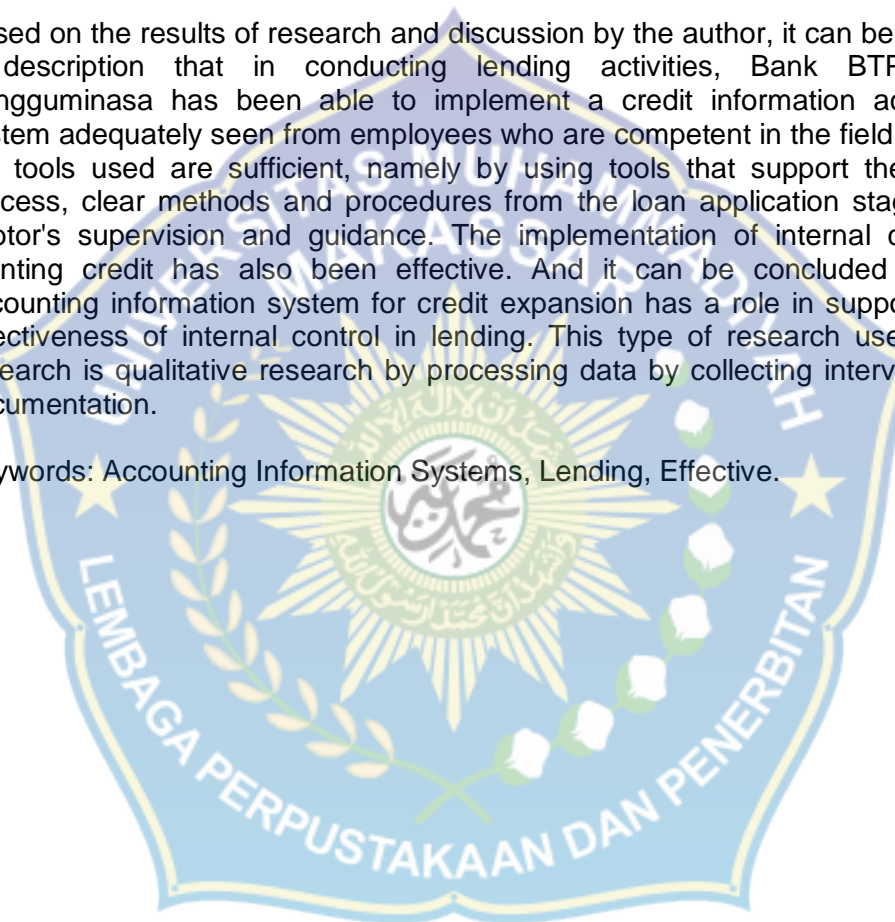 sed on the results of research and discussion by the author, it can be
description that in conducting lending activities, Bank BTP
ngguminasa has been able to implement a credit information ac
stem adequately seen from employees who are competent in the field
tools used are sufficient, namely by using tools that support the
cess, clear methods and procedures from the loan application stag
otor's supervision and guidance. The implementation of internal c
nting credit has also been effective. And it can be concluded
counting information system for credit expansion has a role in suppo
ectiveness of internal control in lending. This type of research use
earch is qualitative research by processing data by collecting interv
cumentation.
ywords: Accounting Information Systems, Lending, Effective.
UNIVERSITAS MUHAMMADIYAH
MAKASSAR
LEMBAGA PERPUSTAKAAN DAN PENERBITAN